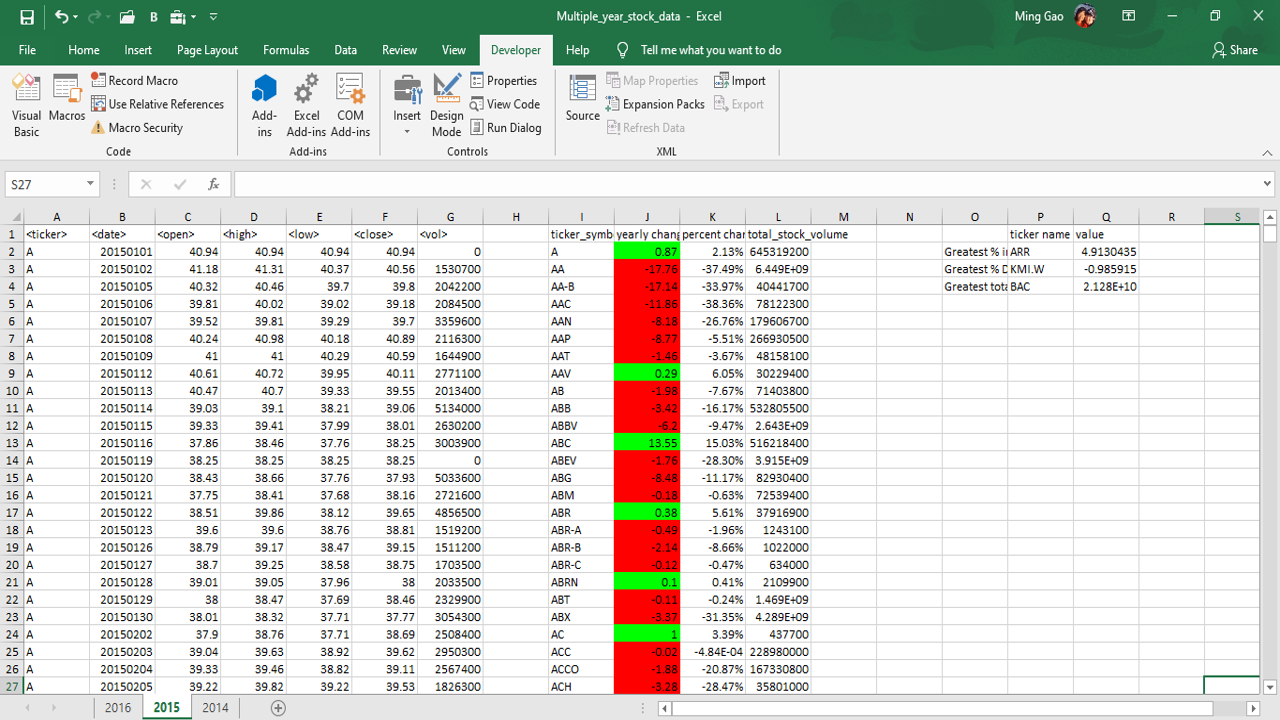 Multiple_year_stock_data - Excel
Ming Gao
B
File Home Insert Page Layout Formulas Data Review View Developer Help Tell me what you want to do Share
Visual Basic
Macros
Record Macro
Use Relative References
Macro Security
Code
Add-ins
Excel Add-ins
COM Add-ins
Add-ins
Insert
Design Mode
Properties
View Code
Run Dialog
Controls
Source
Map Properties
Expansion Packs
Refresh Data
Import
Export
XML
S27
fx
A B C D E F G H I J K L M N O P Q R S
1 <ticker> <date> <open> <high> <low> <close> <vol> ticker_symb yearly chang percent char total_stock_volume ticker name value
2 A 20150101 40.94 40.94 40.94 40.94 0 A 0.87 2.13% 645319200 Greatest % in ARR 4.9130435
3 A 20150102 41.18 41.31 40.37 40.56 1530700 AA -17.76 -37.49% 6.449E+09 Greatest % D KMI.W -0.985915
4 A 20150105 40.32 40.46 39.7 39.8 2042200 AA-B -17.14 -33.97% 40441700 Greatest tota BAC 2.128E+10
5 A 20150106 39.81 40.02 39.02 39.18 2084500 AAC -11.86 -38.36% 78122300
6 A 20150107 39.52 39.81 39.29 39.7 3359600 AAN -8.18 -26.76% 179606700
7 A 20150108 40.24 40.98 40.18 40.89 2116300 AAP -8.77 -5.51% 266930500
8 A 20150109 41 41 40.29 40.59 1644900 AAT -1.46 -3.67% 48158100
9 A 20150112 40.61 40.72 39.95 40.11 2771100 AAV 0.29 6.05% 30229400
10 A 20150113 40.47 40.7 39.33 39.55 2013400 AB -1.98 -7.67% 71403800
11 A 20150114 39.03 39.1 38.21 39.06 5134000 ABB -3.42 -16.17% 532805500
12 A 20150115 39.33 39.41 37.99 38.01 2630200 ABBV -6.2 -9.47% 2.643E+09
13 A 20150116 37.86 38.46 37.76 38.25 3003900 ABC 13.55 15.03% 516218400
14 A 20150119 38.25 38.25 38.25 38.25 0 ABEV -1.76 -28.30% 3.915E+09
15 A 20150120 38.43 38.66 37.76 37.93 5033600 ABG -8.48 -11.17% 82930400
16 A 20150121 37.75 38.41 37.68 38.16 2721600 ABM -0.18 -0.63% 72539400
17 A 20150122 38.51 39.86 38.12 39.65 4856500 ABR 0.38 5.61% 37916900
18 A 20150123 39.6 39.6 38.76 38.81 1519200 ABR-A -0.49 -1.96% 1243100
19 A 20150126 38.79 39.17 38.47 39.15 1511200 ABR-B -2.14 -8.66% 1022000
20 A 20150127 38.7 39.25 38.58 38.75 1703500 ABR-C -0.12 -0.47% 634000
21 A 20150128 39.01 39.05 37.96 38 2033500 ABRN 0.1 0.41% 2109900
22 A 20150129 38 38.47 37.69 38.46 2329900 ABT -0.11 -0.24% 1.469E+09
23 A 20150130 38.01 38.32 37.71 37.77 3054300 ABX -3.37 -31.35% 4.289E+09
24 A 20150202 37.9 38.76 37.71 38.69 2508400 AC 1 3.39% 437700
25 A 20150203 39.04 39.63 38.92 39.62 2950300 ACC -0.02 -4.84E-04 228980000
26 A 20150204 39.33 39.46 38.82 39.11 2567400 ACCO -1.88 -20.87% 167330800
27 A 20150205 39.22 39.82 39.22 39.53 1826300 ACH -3.28 -28.47% 35801000
2016 2015 2014